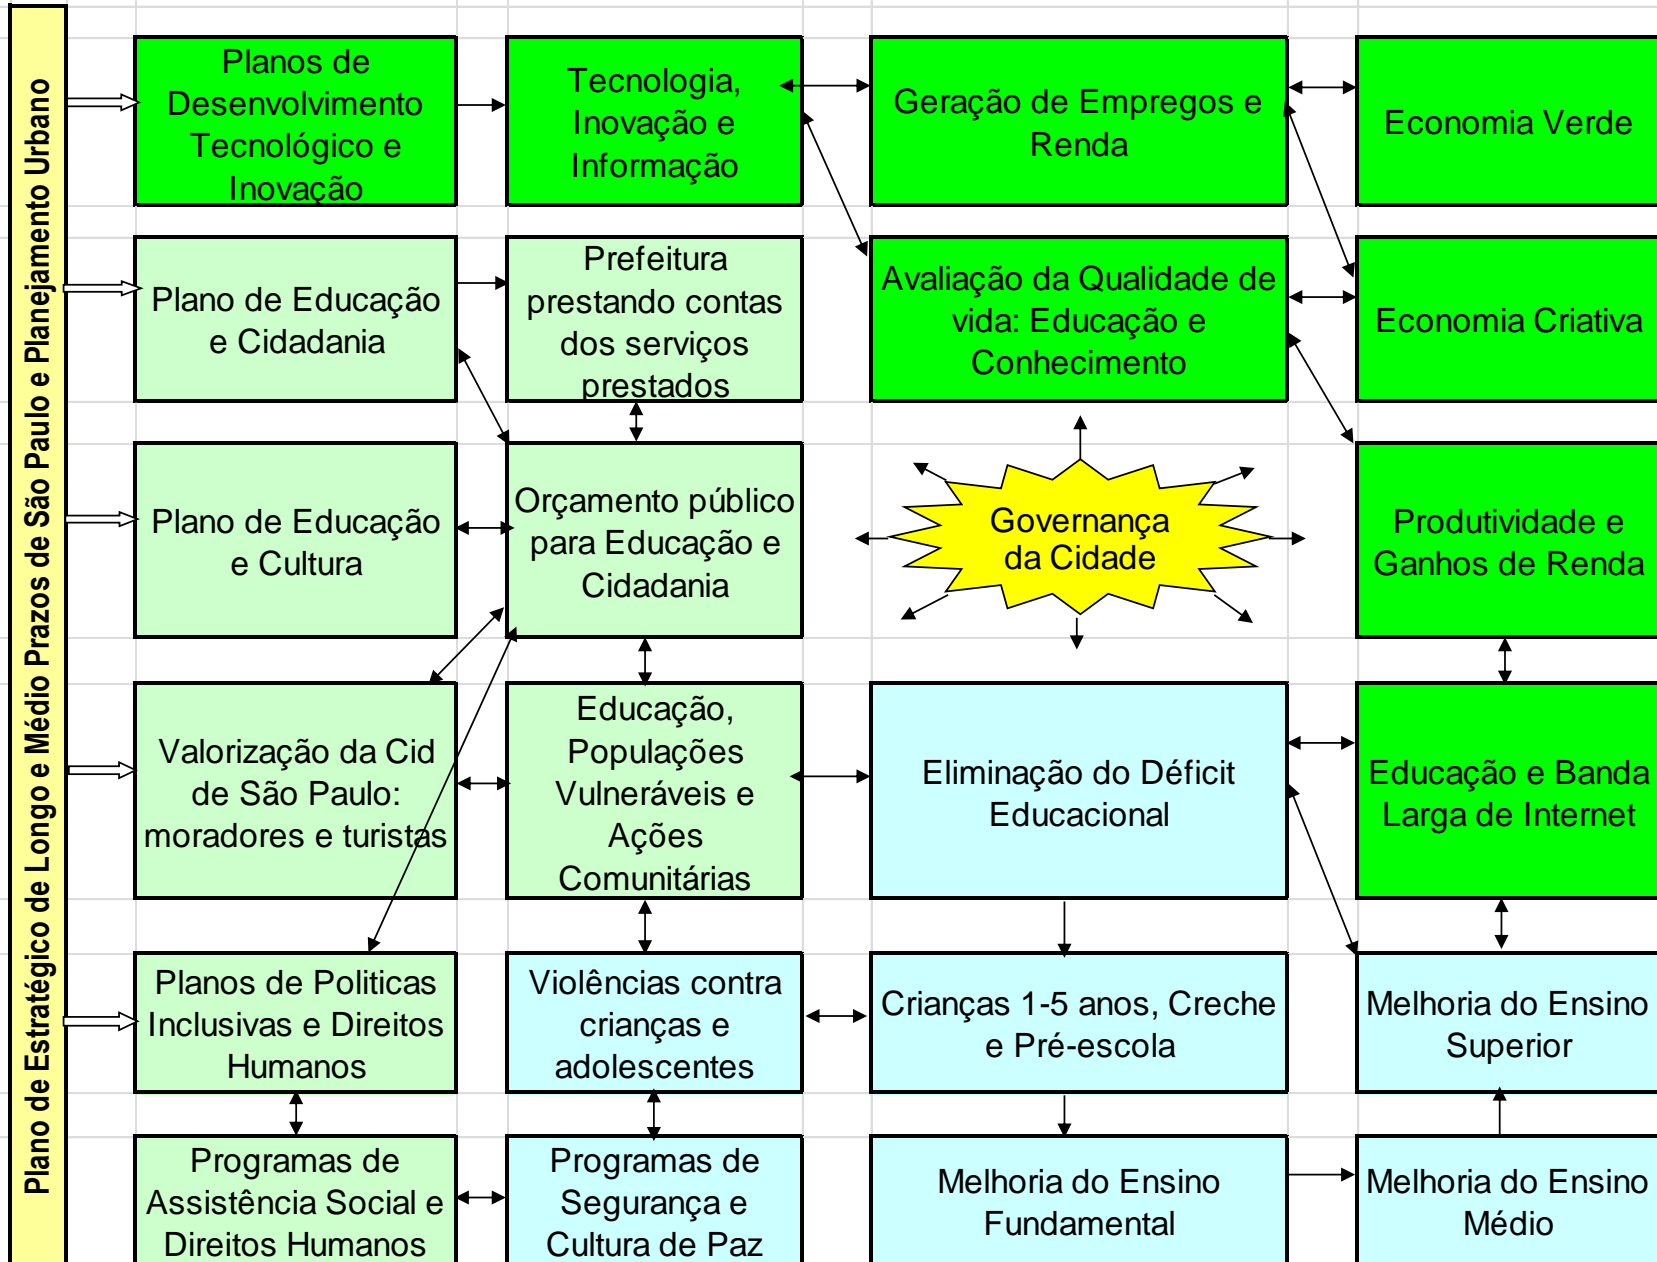 Plano de Estratégico de Longo e Médio Prazos de São Paulo e Planejamento Urbano
Planos de
Desenvolvimento
Tecnológico e
Inovação
Tecnologia,
Inovação e
Informação
Geração de Empregos e
Renda
Economia Verde
Plano de Educação
e Cidadania
Prefeitura
prestando contas
dos serviços
prestados
Avaliação da Qualidade de
vida: Educação e
Conhecimento
Economia Criativa
Plano de Educação
e Cultura
Orçamento público
para Educação e
Cidadania
Governança
da Cidade
Produtividade e
Ganhos de Renda
Valorização da Cid
de São Paulo:
moradores e turistas
Educação,
Populações
Vulneráveis e
Ações
Comunitárias
Eliminação do Déficit
Educacional
Educação e Banda
Larga de Internet
Planos de Politicas
Inclusivas e Direitos
Humanos
Violências contra
crianças e
adolescentes
Crianças 1-5 anos, Creche
e Pré-escola
Melhoria do Ensino
Superior
Programas de
Assistência Social e
Direitos Humanos
Programas de
Segurança e
Cultura de Paz
Melhoria do Ensino
Fundamental
Melhoria do Ensino
Médio